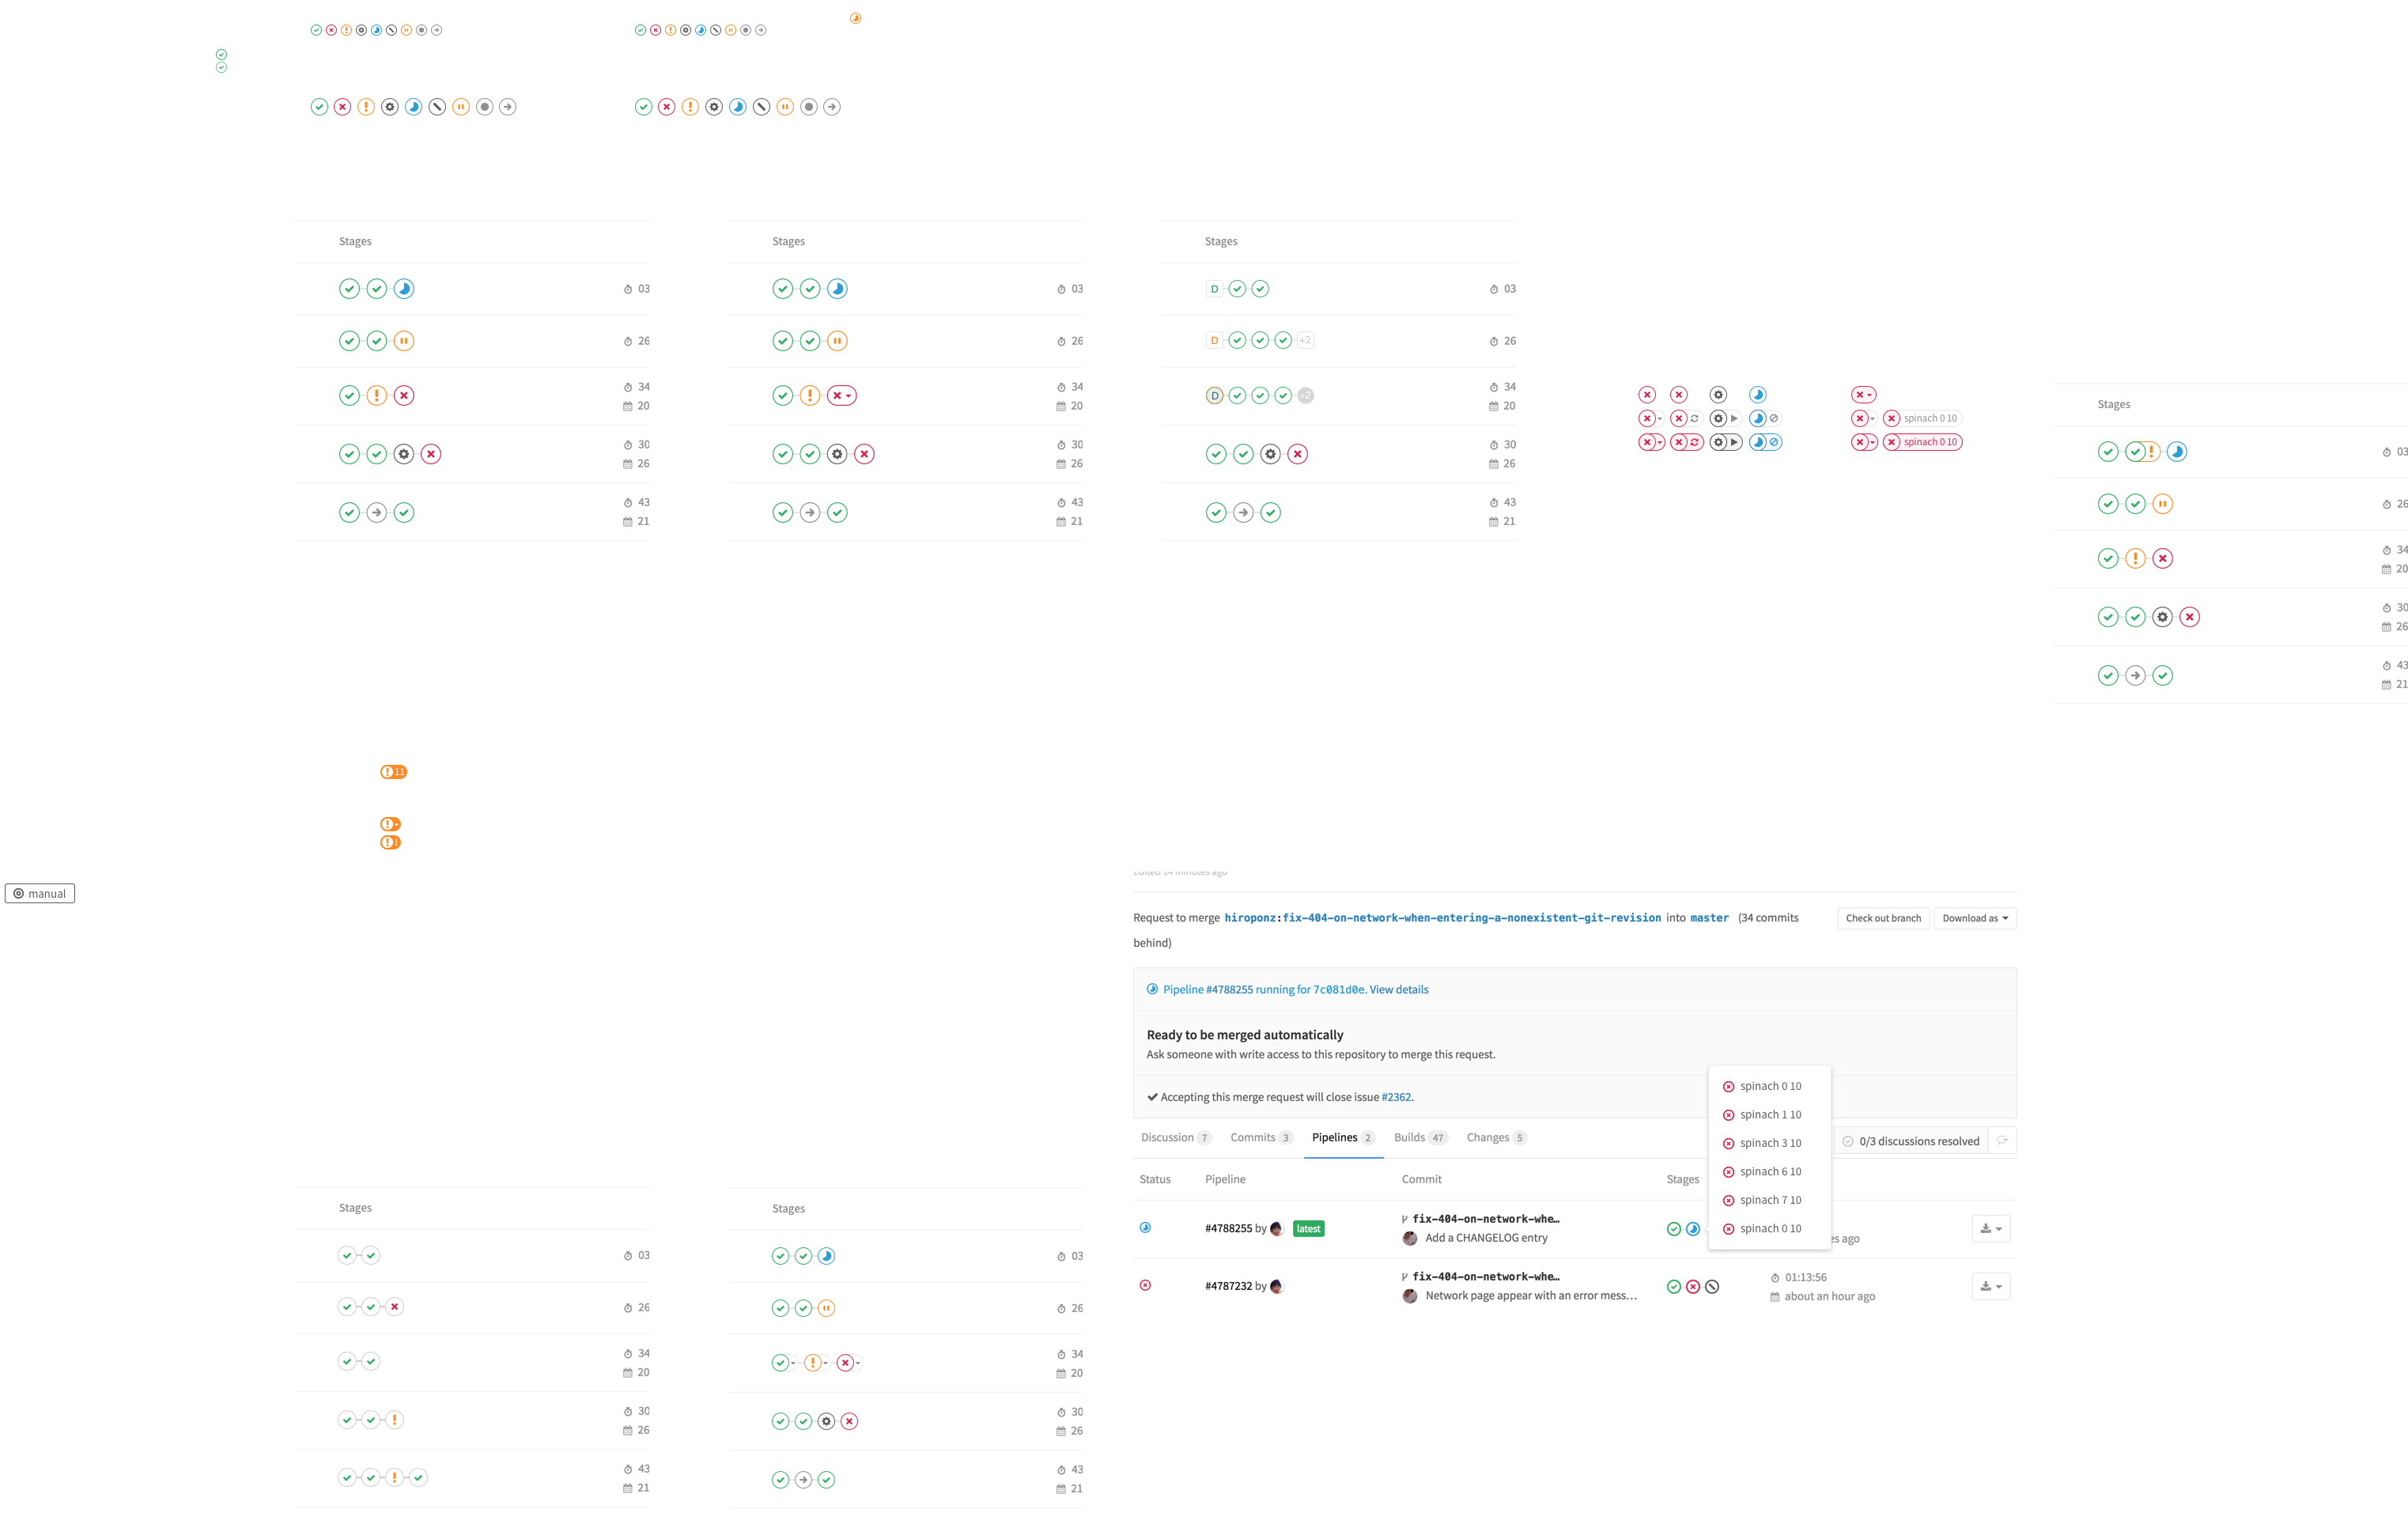 Stages
03
26
34
20
30
26
43
21
Stages
03
26
34
20
30
26
43
21
Stages
D
03
D +2
26
D +2
34
20
30
26
43
21
spinach 0 10
spinach 0 10
Stages
03
26
34
20
30
26
43
21
11
manual
Edited 14 minutes ago
Request to merge hiroponz:fix-404-on-network-when-entering-a-nonexistent-git-revision into master (34 commits
behind)
Check out branch
Download as
Pipeline #4788255 running for 7c081d0e. View details
Ready to be merged automatically
Ask someone with write access to this repository to merge this request.
Accepting this merge request will close issue #2362.
spinach 0 10
spinach 1 10
spinach 3 10
spinach 6 10
spinach 7 10
spinach 0 10
Discussion 7 Commits 3 Pipelines 2 Builds 47 Changes 5
0/3 discussions resolved
Status Pipeline Commit Stages
#4788255 by latest
fix-404-on-network-whe…
Add a CHANGELOG entry
es ago
#4787232 by
fix-404-on-network-whe…
Network page appear with an error mess…
01:13:56
about an hour ago
Stages
03
26
34
20
30
26
43
21
Stages
03
26
34
20
30
26
43
21